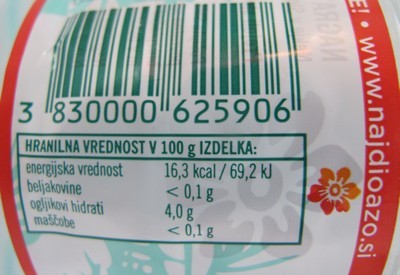 E! • www.najdioazo.si
3 830000 625906
HRANILNA VREDNOST V 100 g IZDELKA:
energijska vrednost 16,3 kcal / 69,2 kJ
beljakovine < 0,1 g
ogljikovi hidrati 4,0 g
maščobe < 0,1 g